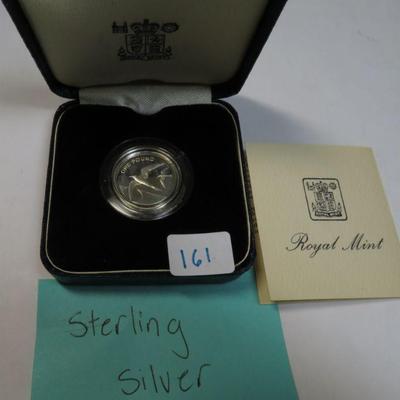 ONE POUND
161
Royal Mint
Sterling
Silver